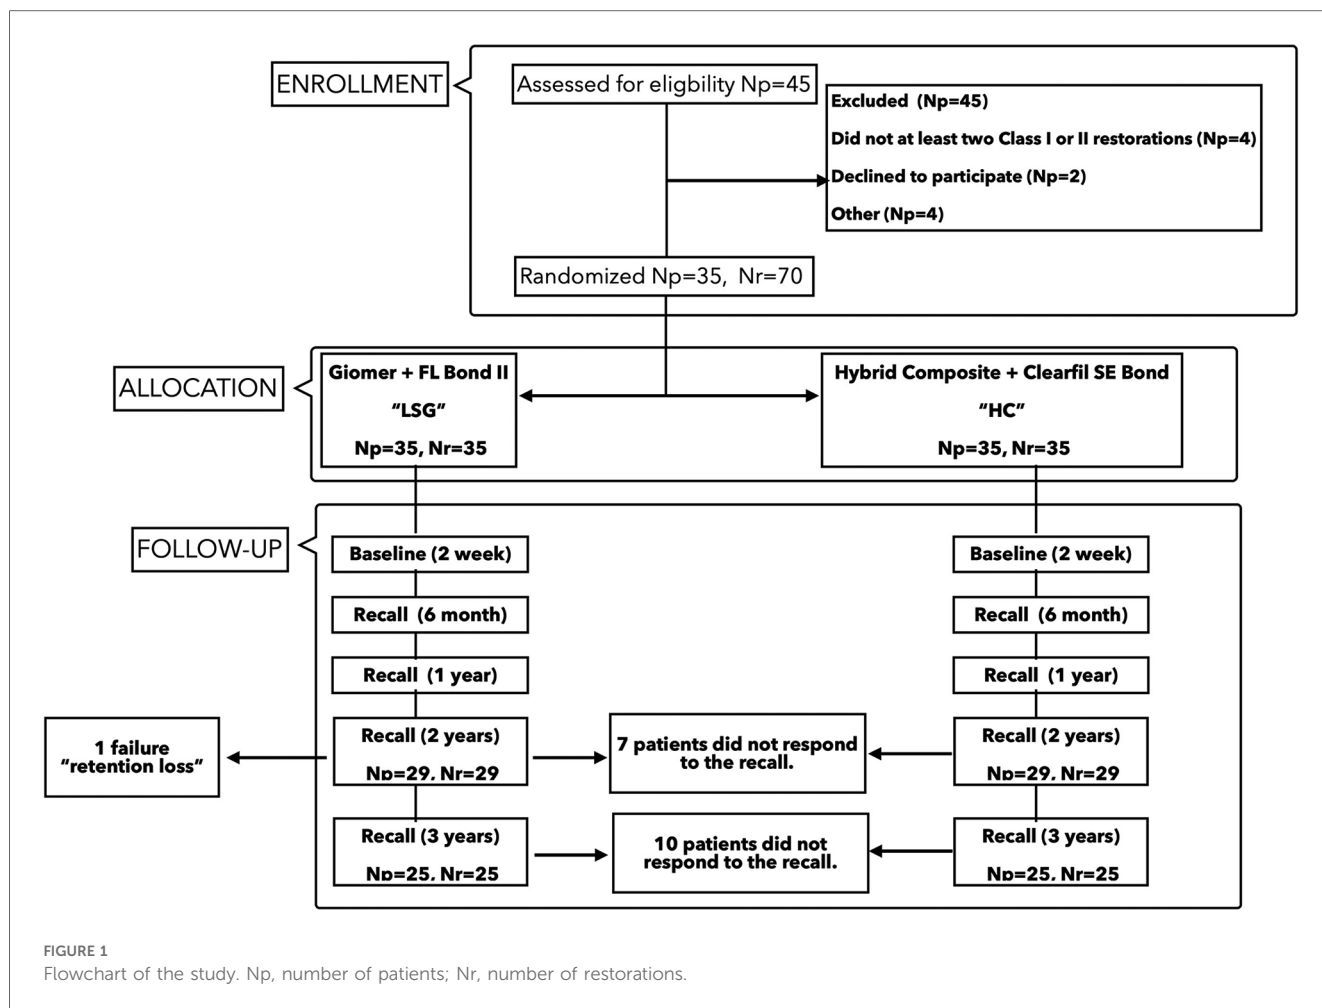 ENROLLMENT
Assessed for eligbility Np=45
Excluded (Np=45)
Did not at least two Class I or II restorations (Np=4)
Declined to participate (Np=2)
Other (Np=4)
Randomized Np=35, Nr=70
ALLOCATION
Giomer + FL Bond II
“LSG”
Np=35, Nr=35
Hybrid Composite + Clearfil SE Bond
“HC”
Np=35, Nr=35
FOLLOW-UP
Baseline (2 week)
Baseline (2 week)
Recall (6 month)
Recall (6 month)
Recall (1 year)
Recall (1 year)
1 failure
“retention loss”
Recall (2 years)
Np=29, Nr=29
7 patients did not respond
to the recall.
Recall (2 years)
Np=29, Nr=29
Recall (3 years)
Np=25, Nr=25
10 patients did not
respond to the recall.
Recall (3 years)
Np=25, Nr=25
FIGURE 1
Flowchart of the study. Np, number of patients; Nr, number of restorations.